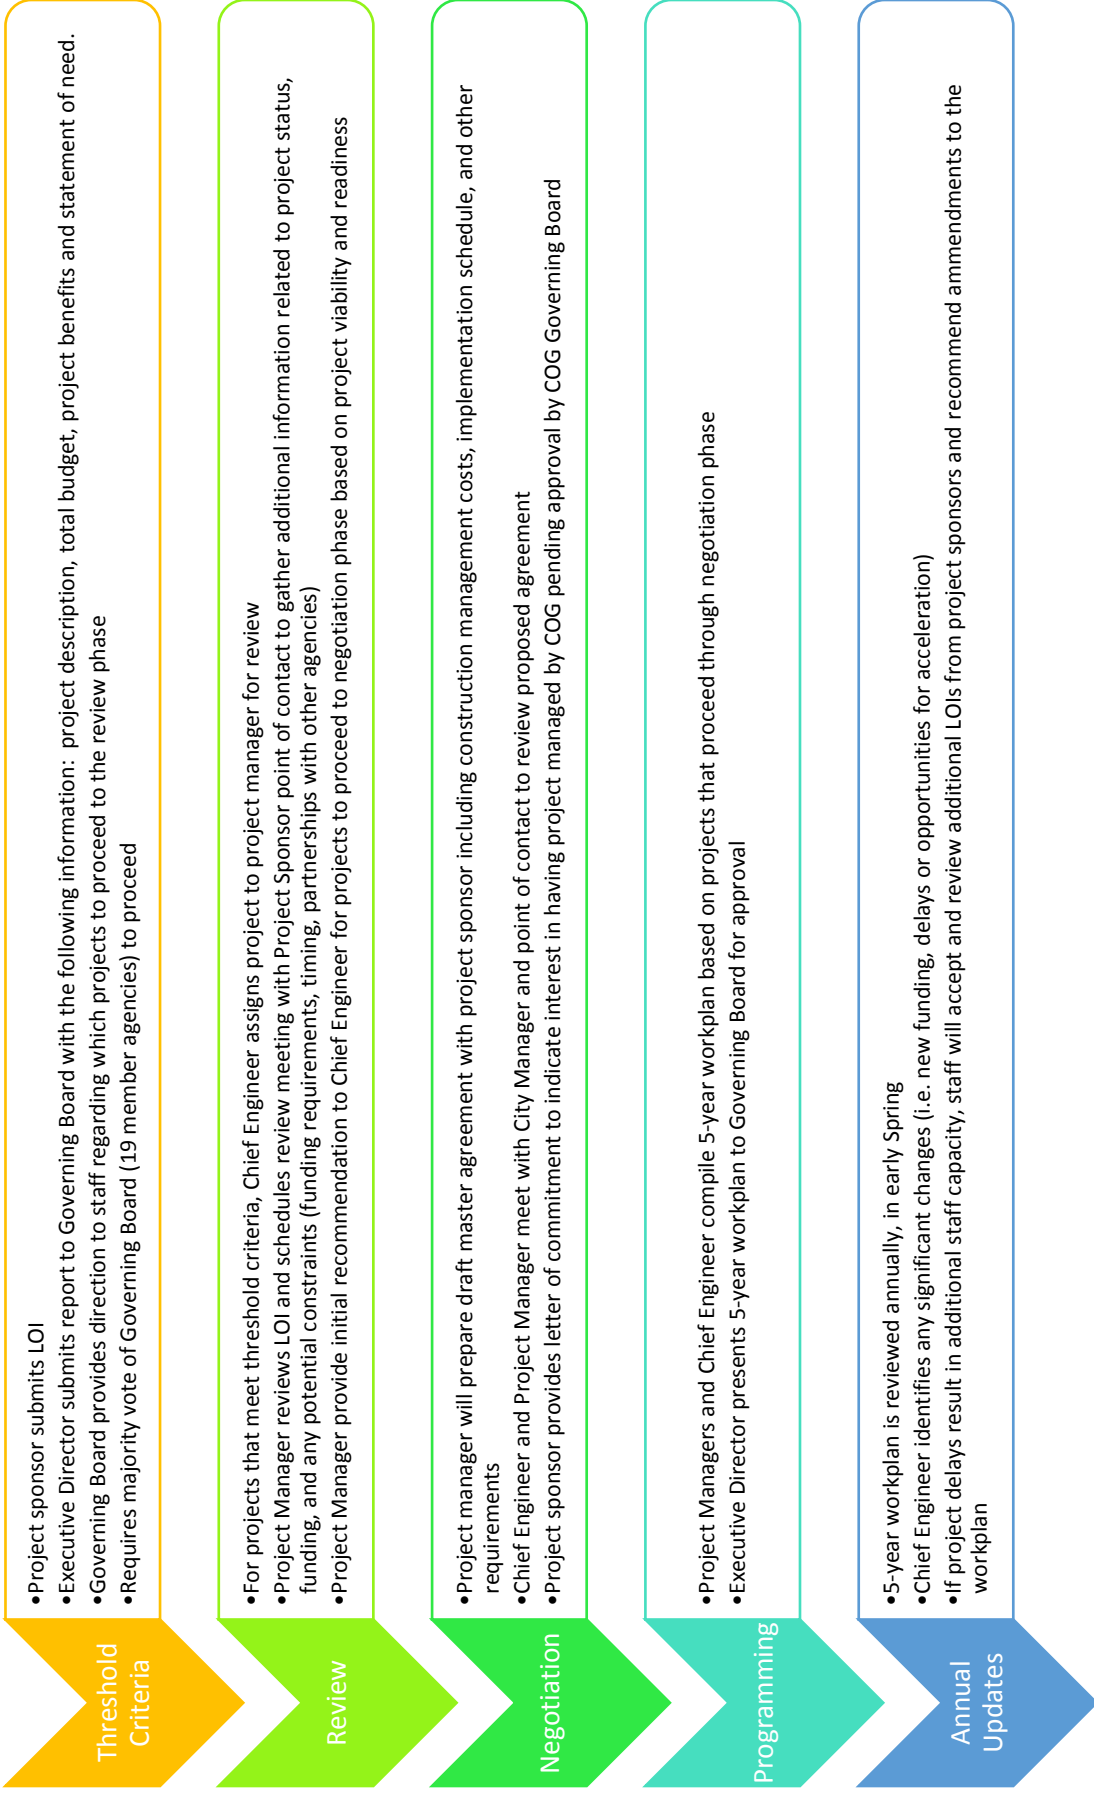 Threshold
Criteria
•Project sponsor submits LOI
•Executive Director submits report to Governing Board with the following information:  project description, total budget, project benefits and statement of need.
•Governing Board provides direction to staff regarding which projects to proceed to the review phase
•Requires majority vote of Governing Board (19 member agencies) to proceed
Review
•For projects that meet threshold criteria, Chief Engineer assigns project to project manager for review
•Project Manager reviews LOI and schedules review meeting with Project Sponsor point of contact to gather additional information related to project status,
funding, and any potential constraints (funding requirements, timing, partnerships with other agencies)
•Project Manager provide initial recommendation to Chief Engineer for projects to proceed to negotiation phase based on project viability and readiness
Negotiation
•Project manager will prepare draft master agreement with project sponsor including construction management costs, implementation schedule, and other
requirements
•Chief Engineer and Project Manager meet with City Manager and point of contact to review proposed agreement
•Project sponsor provides letter of commitment to indicate interest in having project managed by COG pending approval by COG Governing Board
Programming
•Project Managers and Chief Engineer compile 5-year workplan based on projects that proceed through negotiation phase
•Executive Director presents 5-year workplan to Governing Board for approval
Annual
Updates
•5-year workplan is reviewed annually, in early Spring
•Chief Engineer identifies any significant changes (i.e. new funding, delays or opportunities for acceleration)
•If project delays result in additional staff capacity, staff will accept and review additional LOIs from project sponsors and recommend ammendments to the
workplan